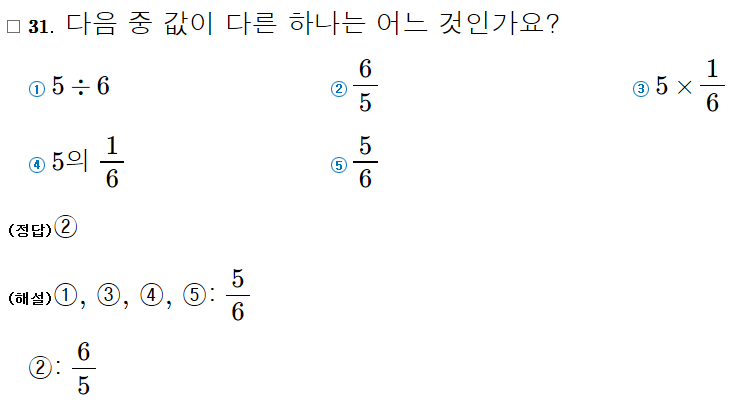 □ 31. 다음 중 값이 다른 하나는 어느 것인가요?
① 5 ÷ 6 ② 6/5 ③ 5 × 1/6
④ 5의 1/6 ⑤ 5/6
(정답)②
(해설)①, ③, ④, ⑤: 5/6
②: 6/5